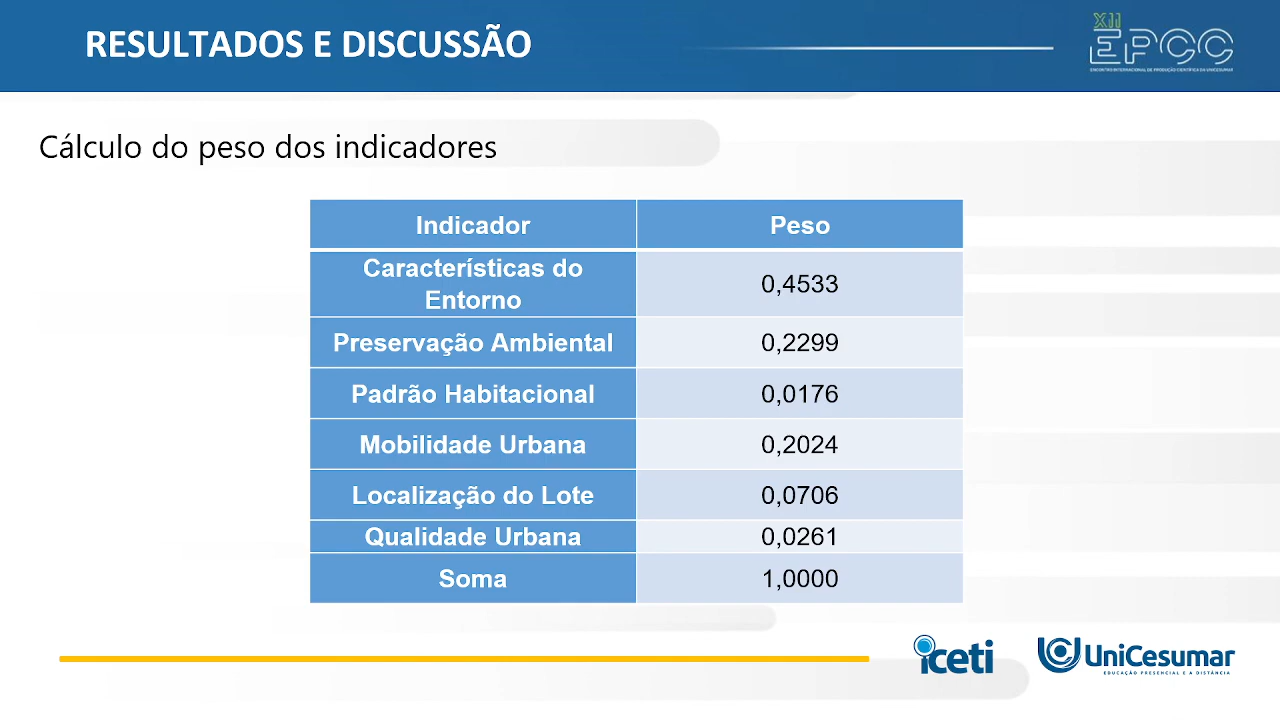 RESULTADOS E DISCUSSÃO
XII
EPCC
ENCONTRO INTERNACIONAL DE PRODUÇÃO CIENTÍFICA DA UNICESUMAR
Cálculo do peso dos indicadores
Indicador Peso
Características do
Entorno 0,4533
Preservação Ambiental 0,2299
Padrão Habitacional 0,0176
Mobilidade Urbana 0,2024
Localização do Lote 0,0706
Qualidade Urbana 0,0261
Soma 1,0000
iceti
UniCesumar
EDUCAÇÃO PRESENCIAL E A DISTÂNCIA